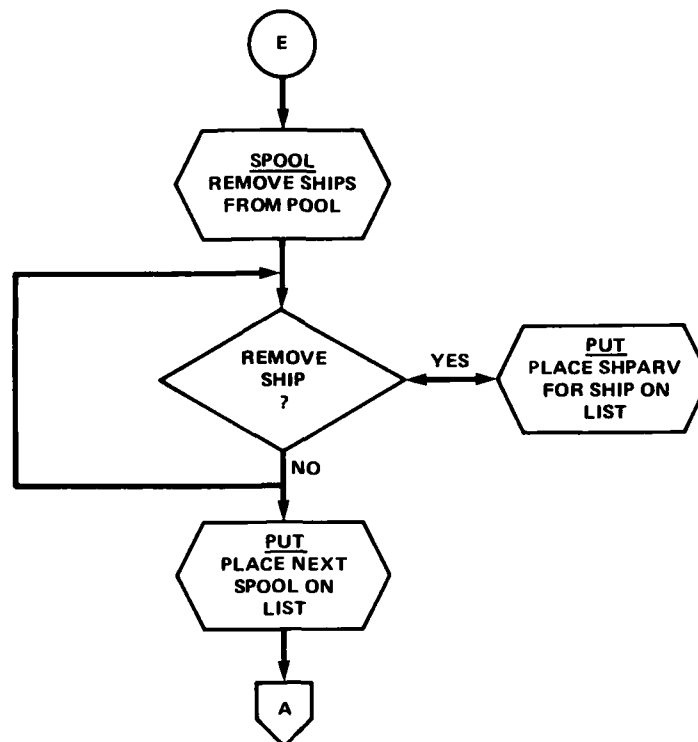 E
SPOOL
REMOVE SHIPS
FROM POOL
REMOVE
SHIP
?
YES
PUT
PLACE SHPARV
FOR SHIP ON
LIST
NO
PUT
PLACE NEXT
SPOOL ON
LIST
A